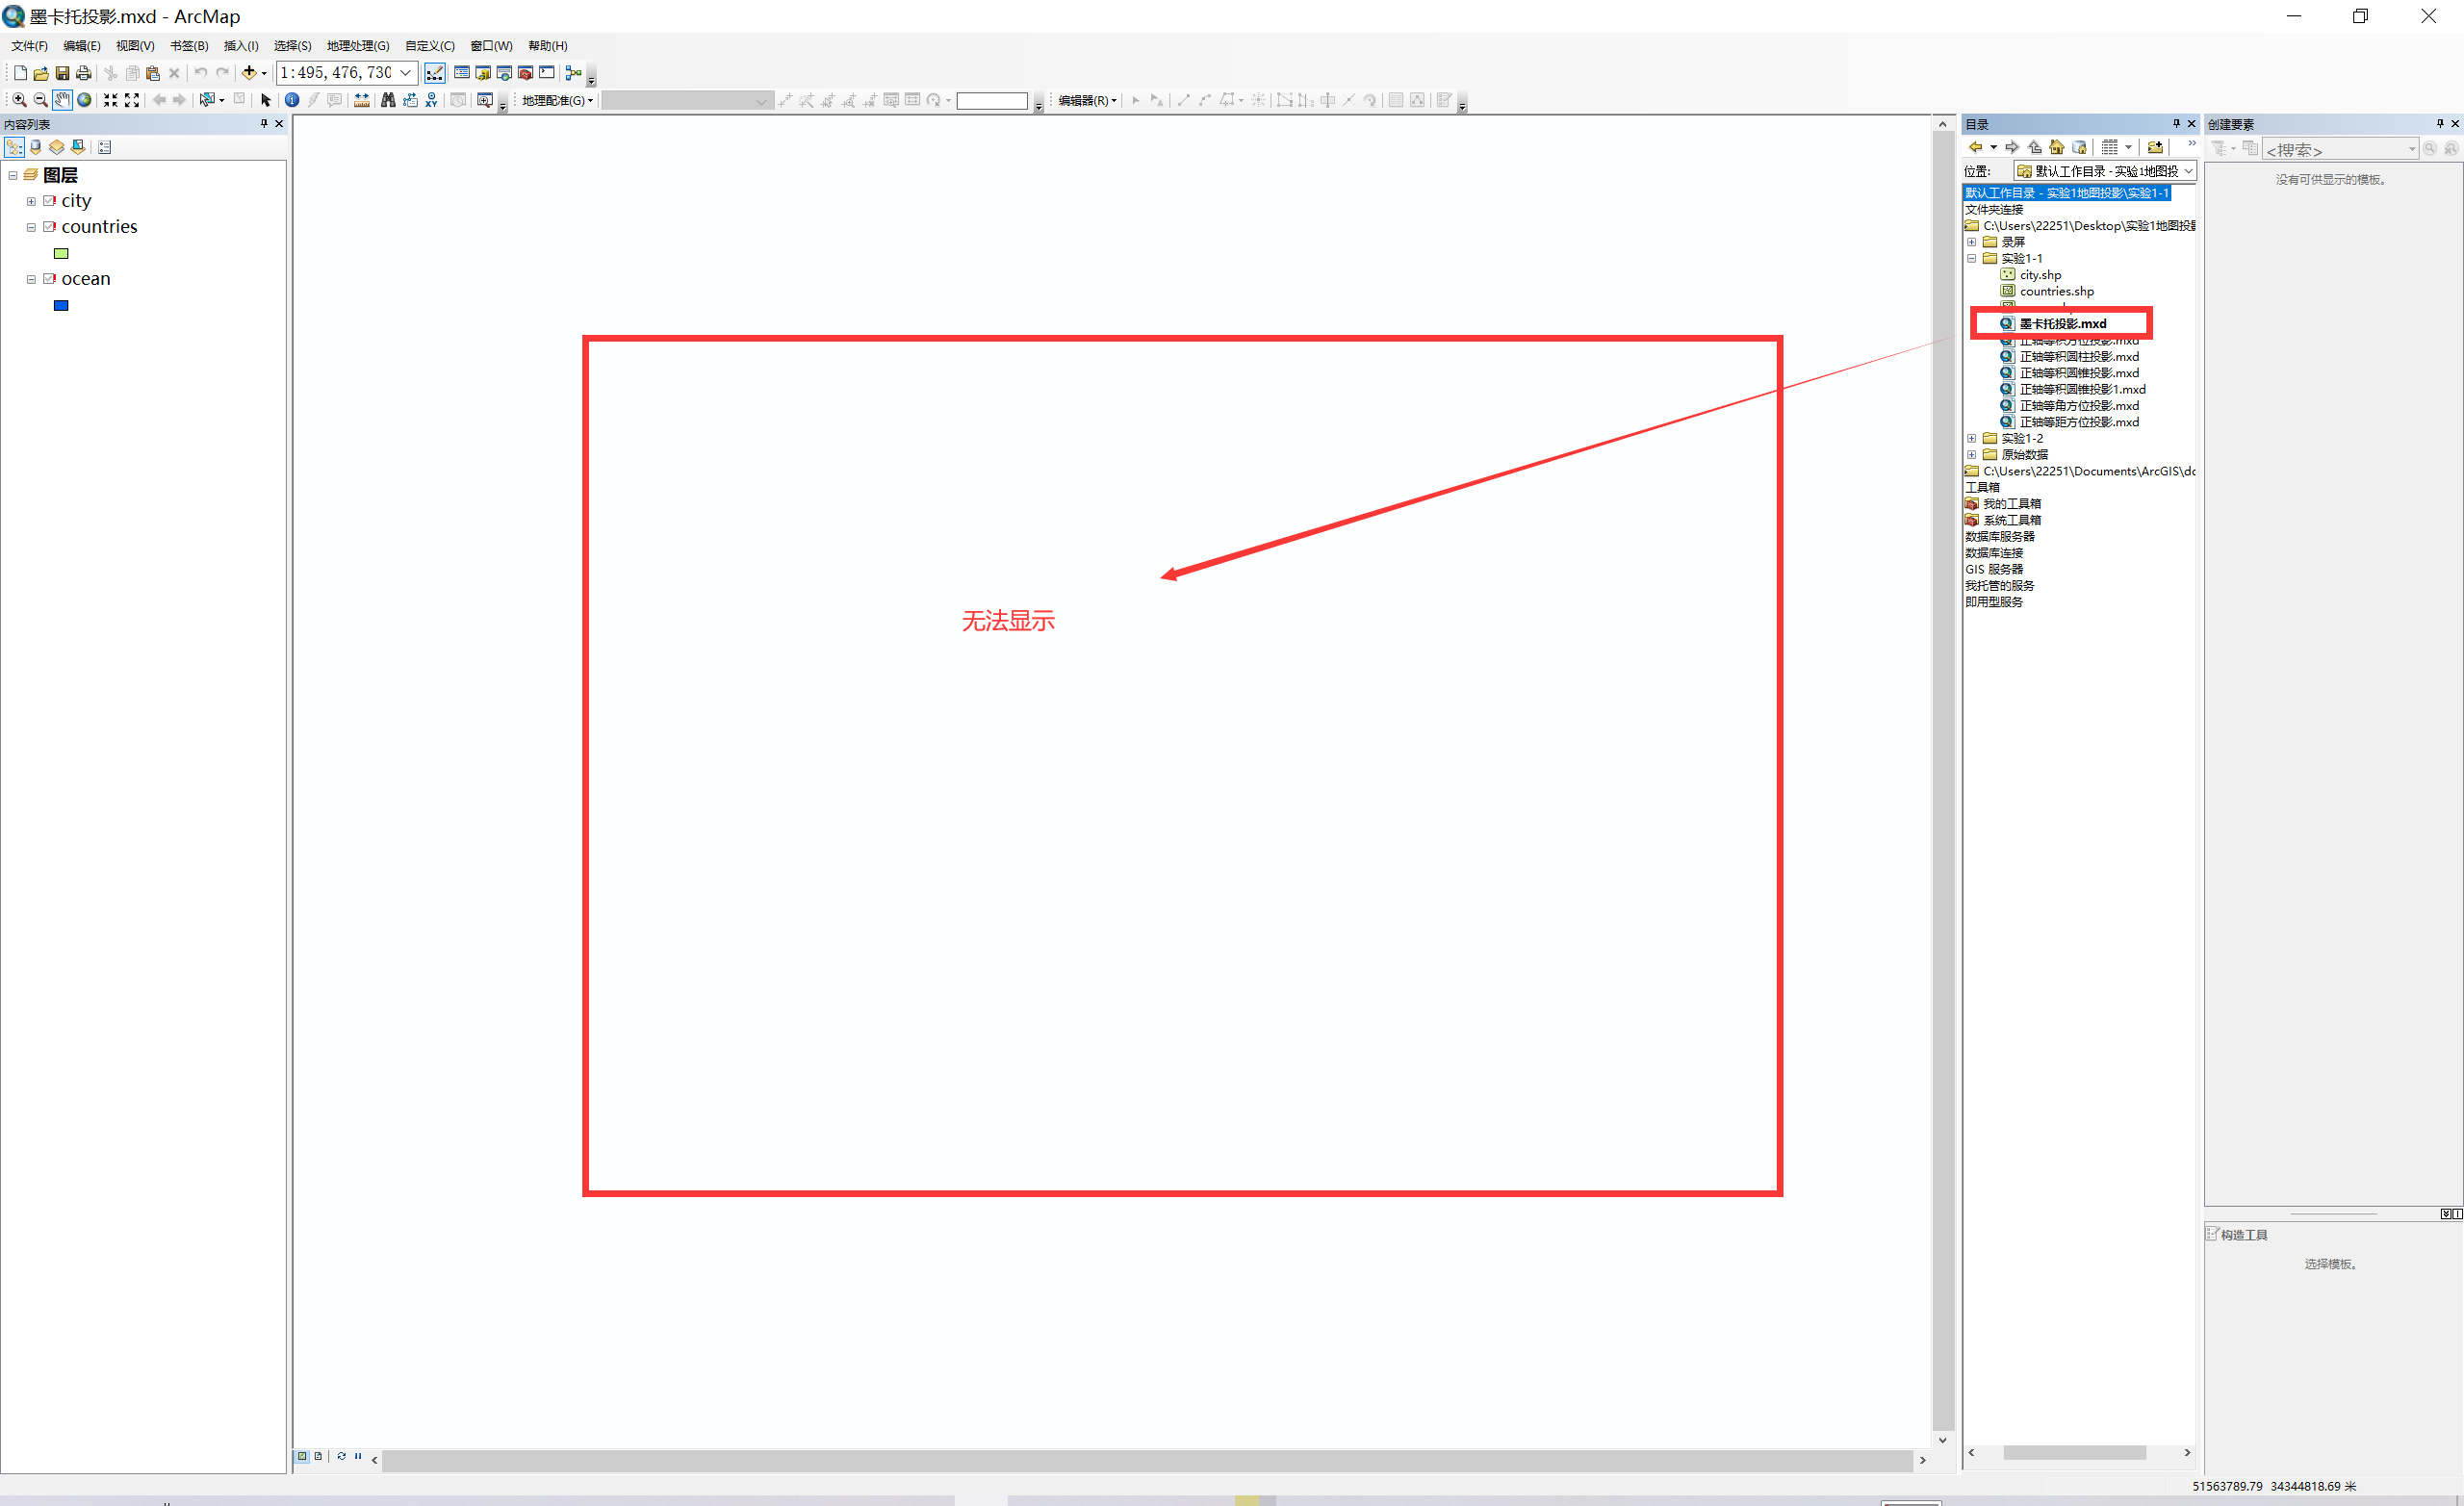 墨卡托投影.mxd - ArcMap
文件(F) 编辑(E) 视图(V) 书签(B) 插入(I) 选择(S) 地理处理(G) 自定义(C) 窗口(W) 帮助(H)
1:495,476,730
地理配准(G)
编辑器(R)
内容列表
图层
city
countries
ocean
无法显示
目录
位置:
默认工作目录 - 实验1地图投
默认工作目录 - 实验1地图投影\实验1-1
文件夹连接
C:\Users\22251\Desktop\实验1地图投影
录屏
实验1-1
city.shp
countries.shp
墨卡托投影.mxd
正轴等积方位投影.mxd
正轴等积圆柱投影.mxd
正轴等积圆锥投影.mxd
正轴等积圆锥投影1.mxd
正轴等角方位投影.mxd
正轴等距方位投影.mxd
实验1-2
原始数据
C:\Users\22251\Documents\ArcGIS\dc
工具箱
我的工具箱
系统工具箱
数据库服务器
数据库连接
GIS 服务器
我托管的服务
即用型服务
创建要素
<搜索>
没有可供显示的模板。
构造工具
选择模板。
51563789.79 34344818.69 米